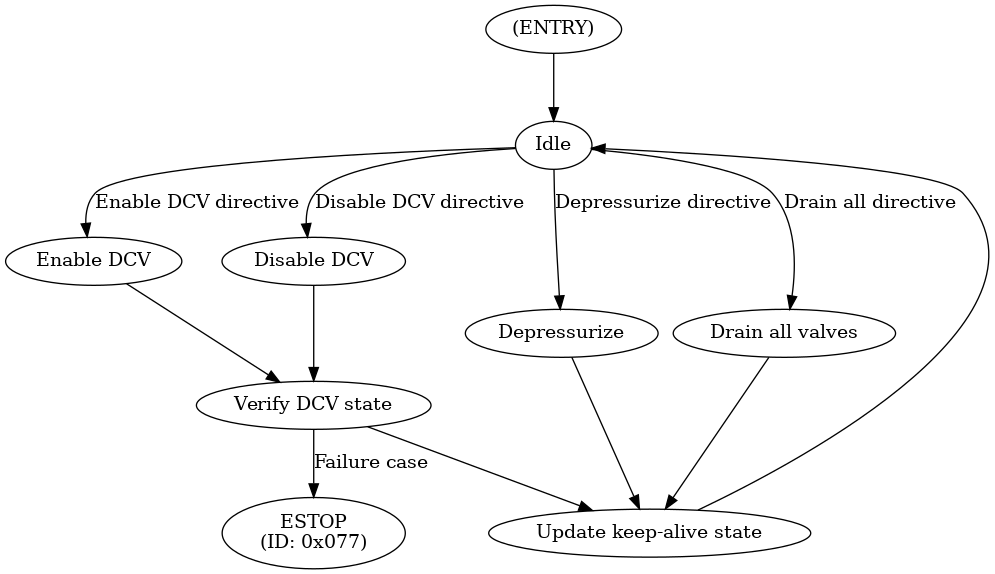 (ENTRY)
Idle
Enable DCV directive
Disable DCV directive
Depressurize directive
Drain all directive
Enable DCV
Disable DCV
Depressurize
Drain all valves
Verify DCV state
Failure case
ESTOP
(ID: 0x077)
Update keep-alive state